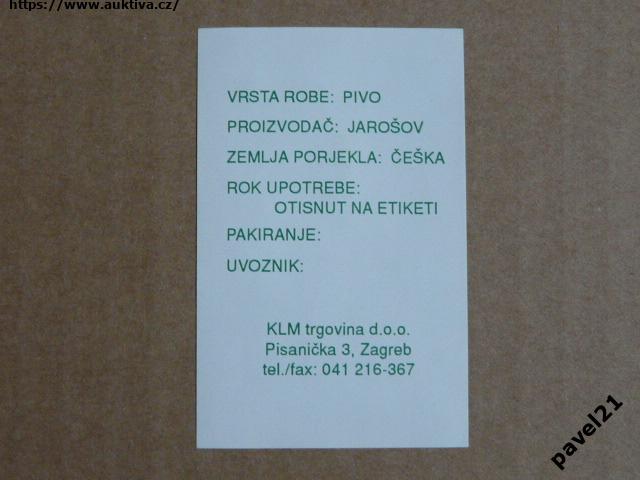 https://www.auktiva.cz/
VRSTA ROBE: PIVO
PROIZVODAČ: JAROŠOV
ZEMLJA PORJEKLA: ČEŠKA
ROK UPOTREBE:
OTISNUT NA ETIKETI
PAKIRANJE:
UVOZNIK:
KLM trgovina d.o.o.
Pisanička 3, Zagreb
tel./fax: 041 216-367
pavel21